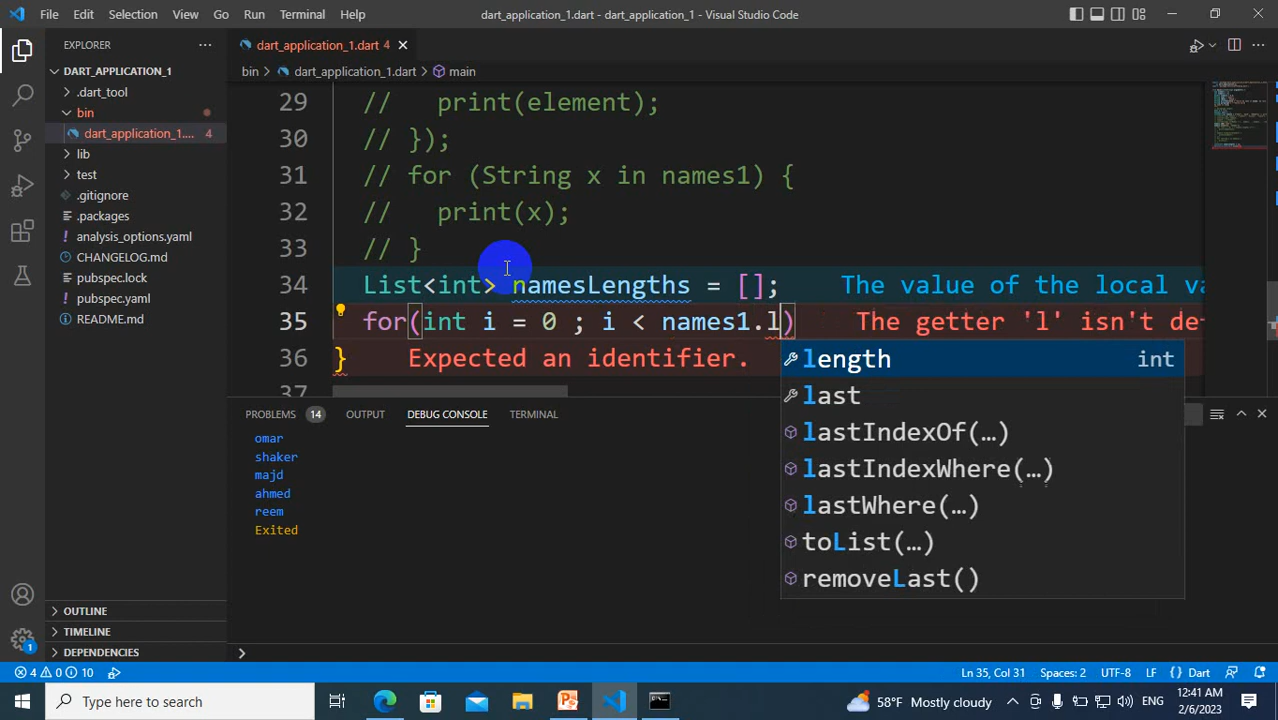 File Edit Selection View Go Run Terminal Help
dart_application_1.dart - dart_application_1 - Visual Studio Code
EXPLORER
DART_APPLICATION_1
.dart_tool
bin
dart_application_1.... 4
lib
test
.gitignore
.packages
analysis_options.yaml
CHANGELOG.md
pubspec.lock
pubspec.yaml
README.md
OUTLINE
TIMELINE
DEPENDENCIES
dart_application_1.dart 4
bin > dart_application_1.dart > main
29 // print(element);
30 // });
31 // for (String x in names1) {
32 // print(x);
33 // }
34 List<int> namesLengths = []; The value of the local va
35 for(int i = 0 ; i < names1.l) The getter 'l' isn't de
36 } Expected an identifier.
37
length int
last
lastIndexOf(…)
lastIndexWhere(…)
lastWhere(…)
toList(…)
removeLast()
PROBLEMS 14 OUTPUT DEBUG CONSOLE TERMINAL
omar
shaker
majd
ahmed
reem
Exited
4 0 10
Ln 35, Col 31 Spaces: 2 UTF-8 LF { } Dart
1
Type here to search
58°F Mostly cloudy
ENG
12:41 AM
2/6/2023